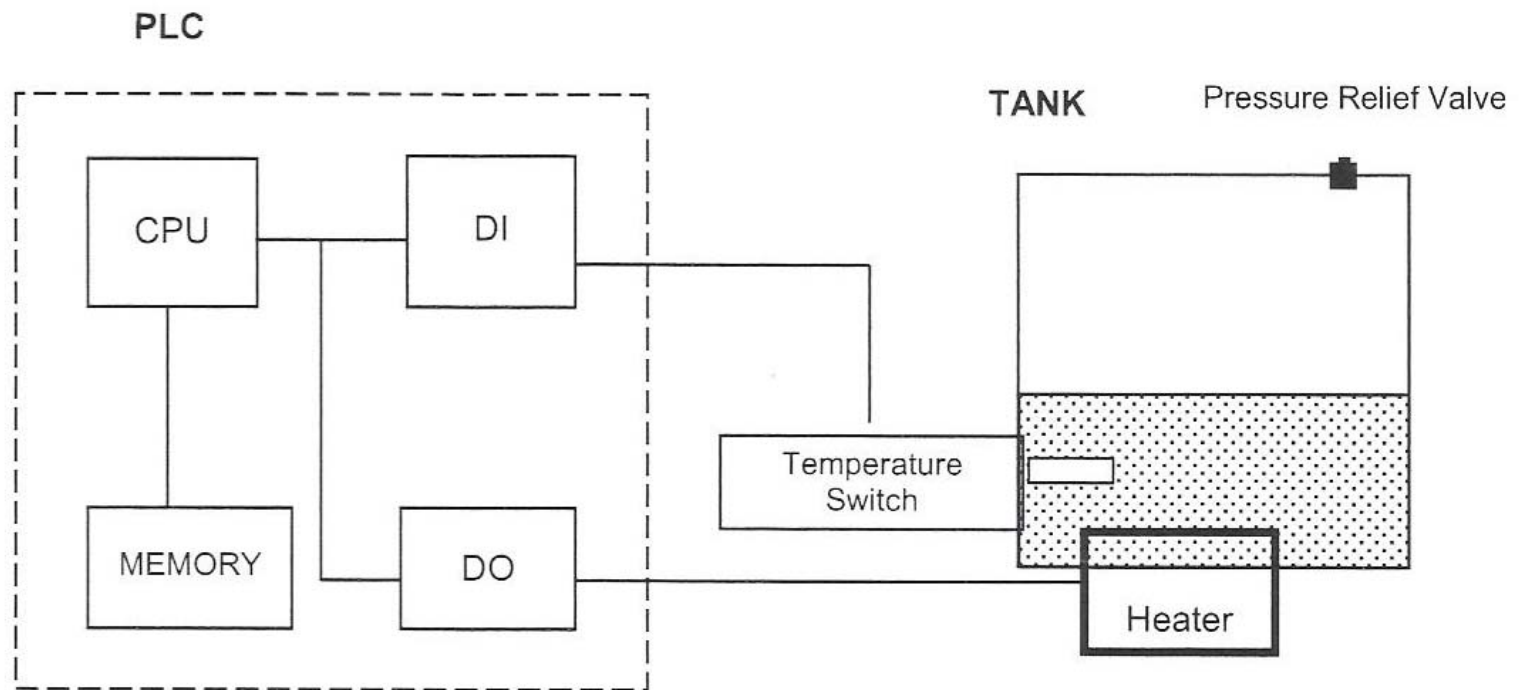 PLC
TANK
Pressure Relief Valve
CPU
DI
Temperature
Switch
MEMORY
DO
Heater